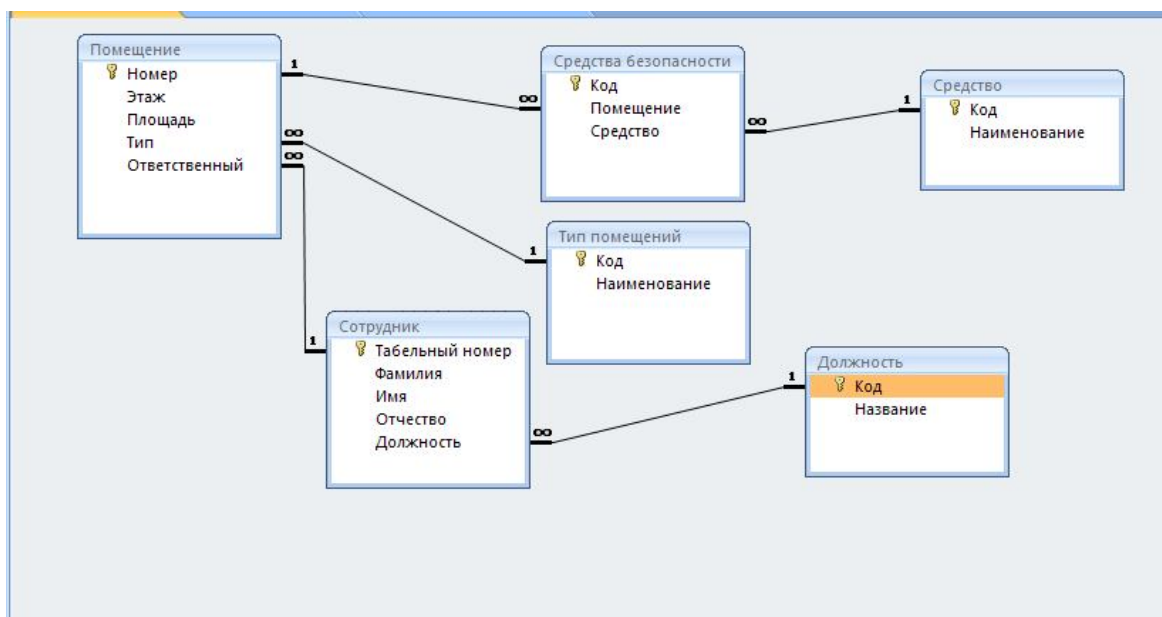 Помещение
Номер
Этаж
Площадь
Тип
Ответственный
1
∞
∞
Средства безопасности
Код
Помещение
Средство
∞
∞
1
Средство
Код
Наименование
Тип помещений
1
Код
Наименование
Сотрудник
1
Табельный номер
Фамилия
Имя
Отчество
Должность
∞
Должность
1
Код
Название